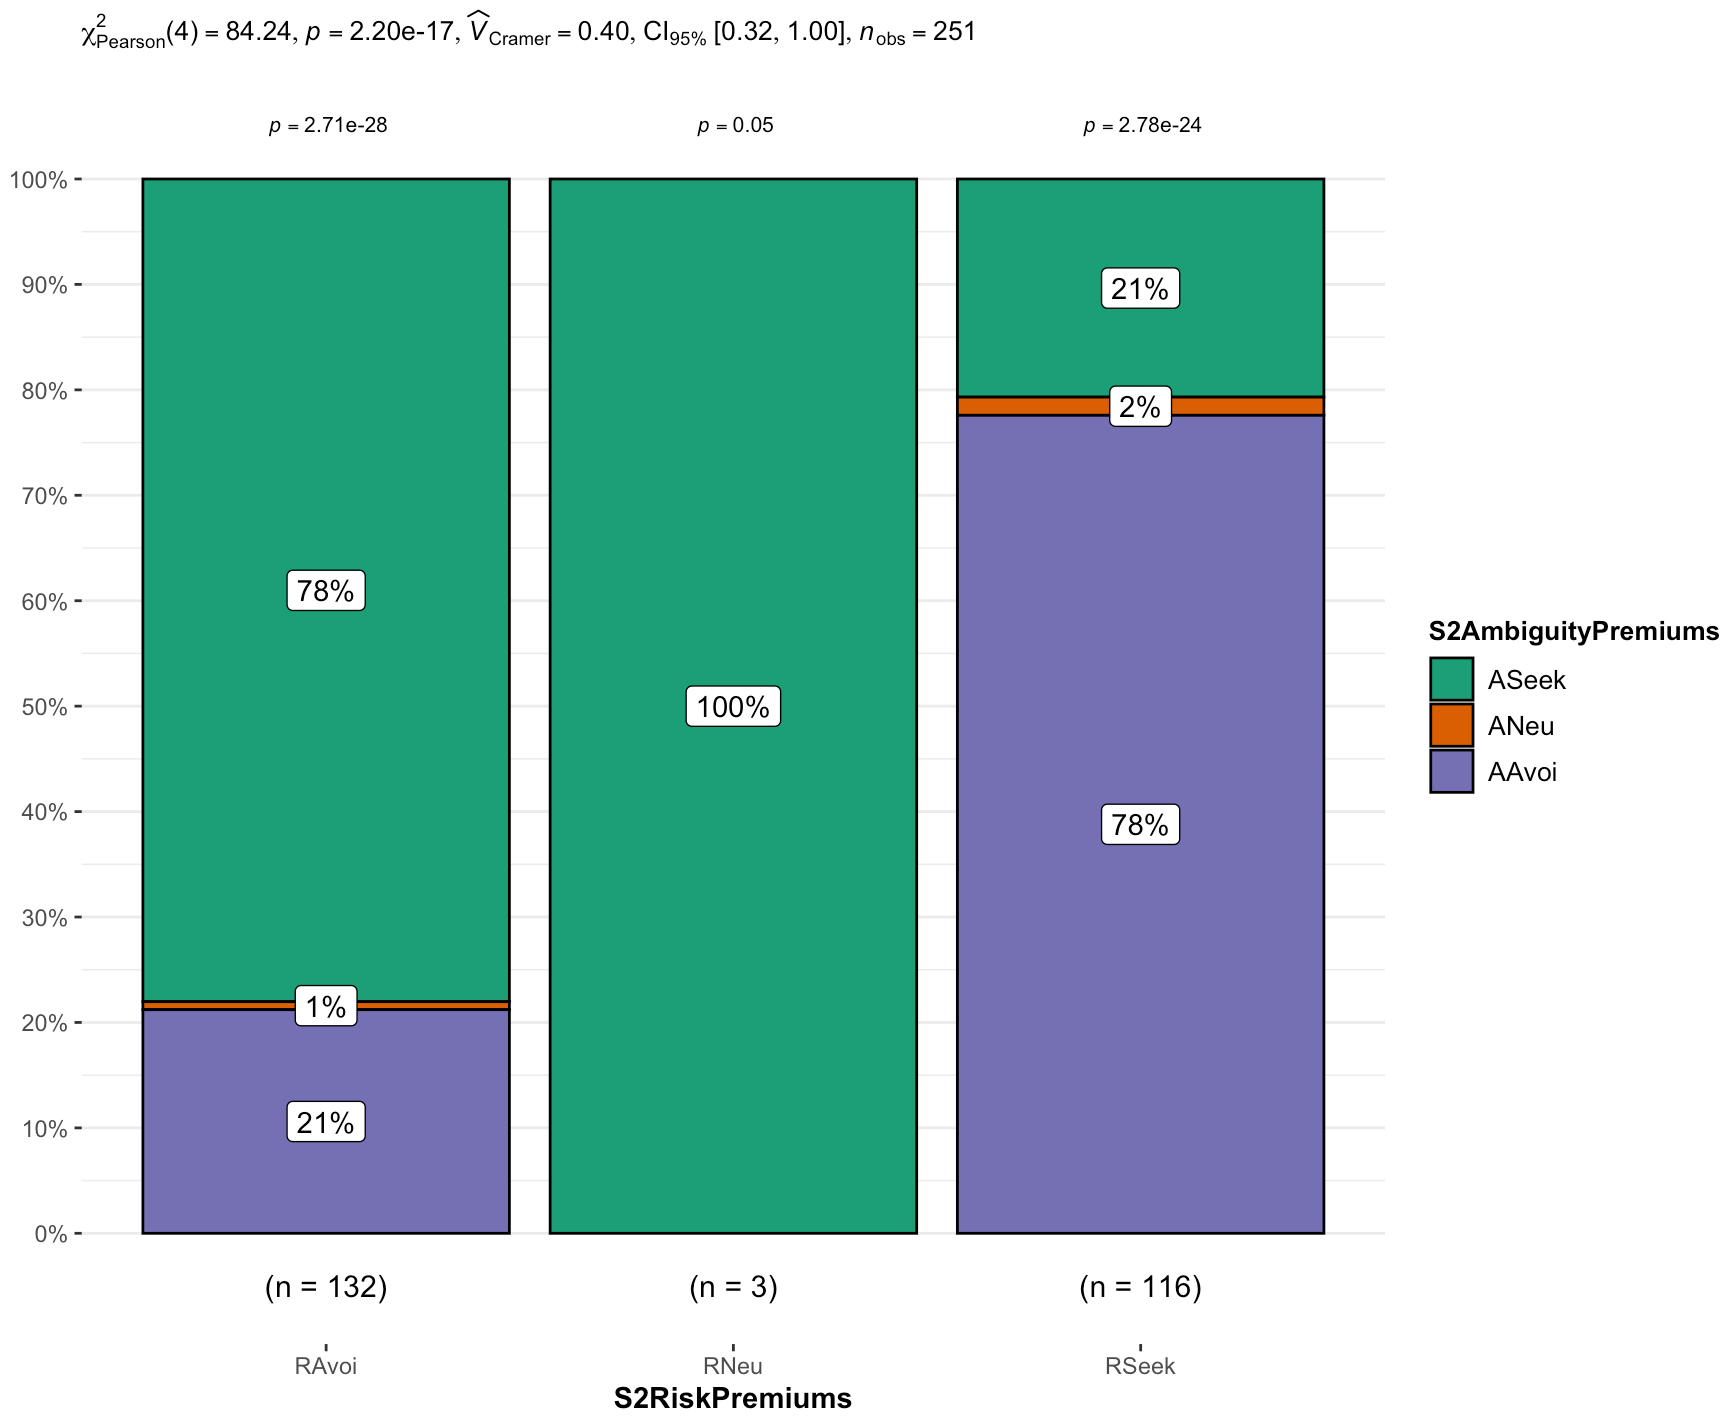 χ²Pearson(4) = 84.24, p = 2.20e-17, V̂Cramer = 0.40, CI95% [0.32, 1.00], nobs = 251
p = 2.71e-28 p = 0.05 p = 2.78e-24
100%
90%
80%
70%
60%
50%
40%
30%
20%
10%
0%
78%
1%
21%
100%
21%
2%
78%
(n = 132) (n = 3) (n = 116)
RAvoi RNeu RSeek
S2RiskPremiums
S2AmbiguityPremiums
ASeek
ANeu
AAvoi